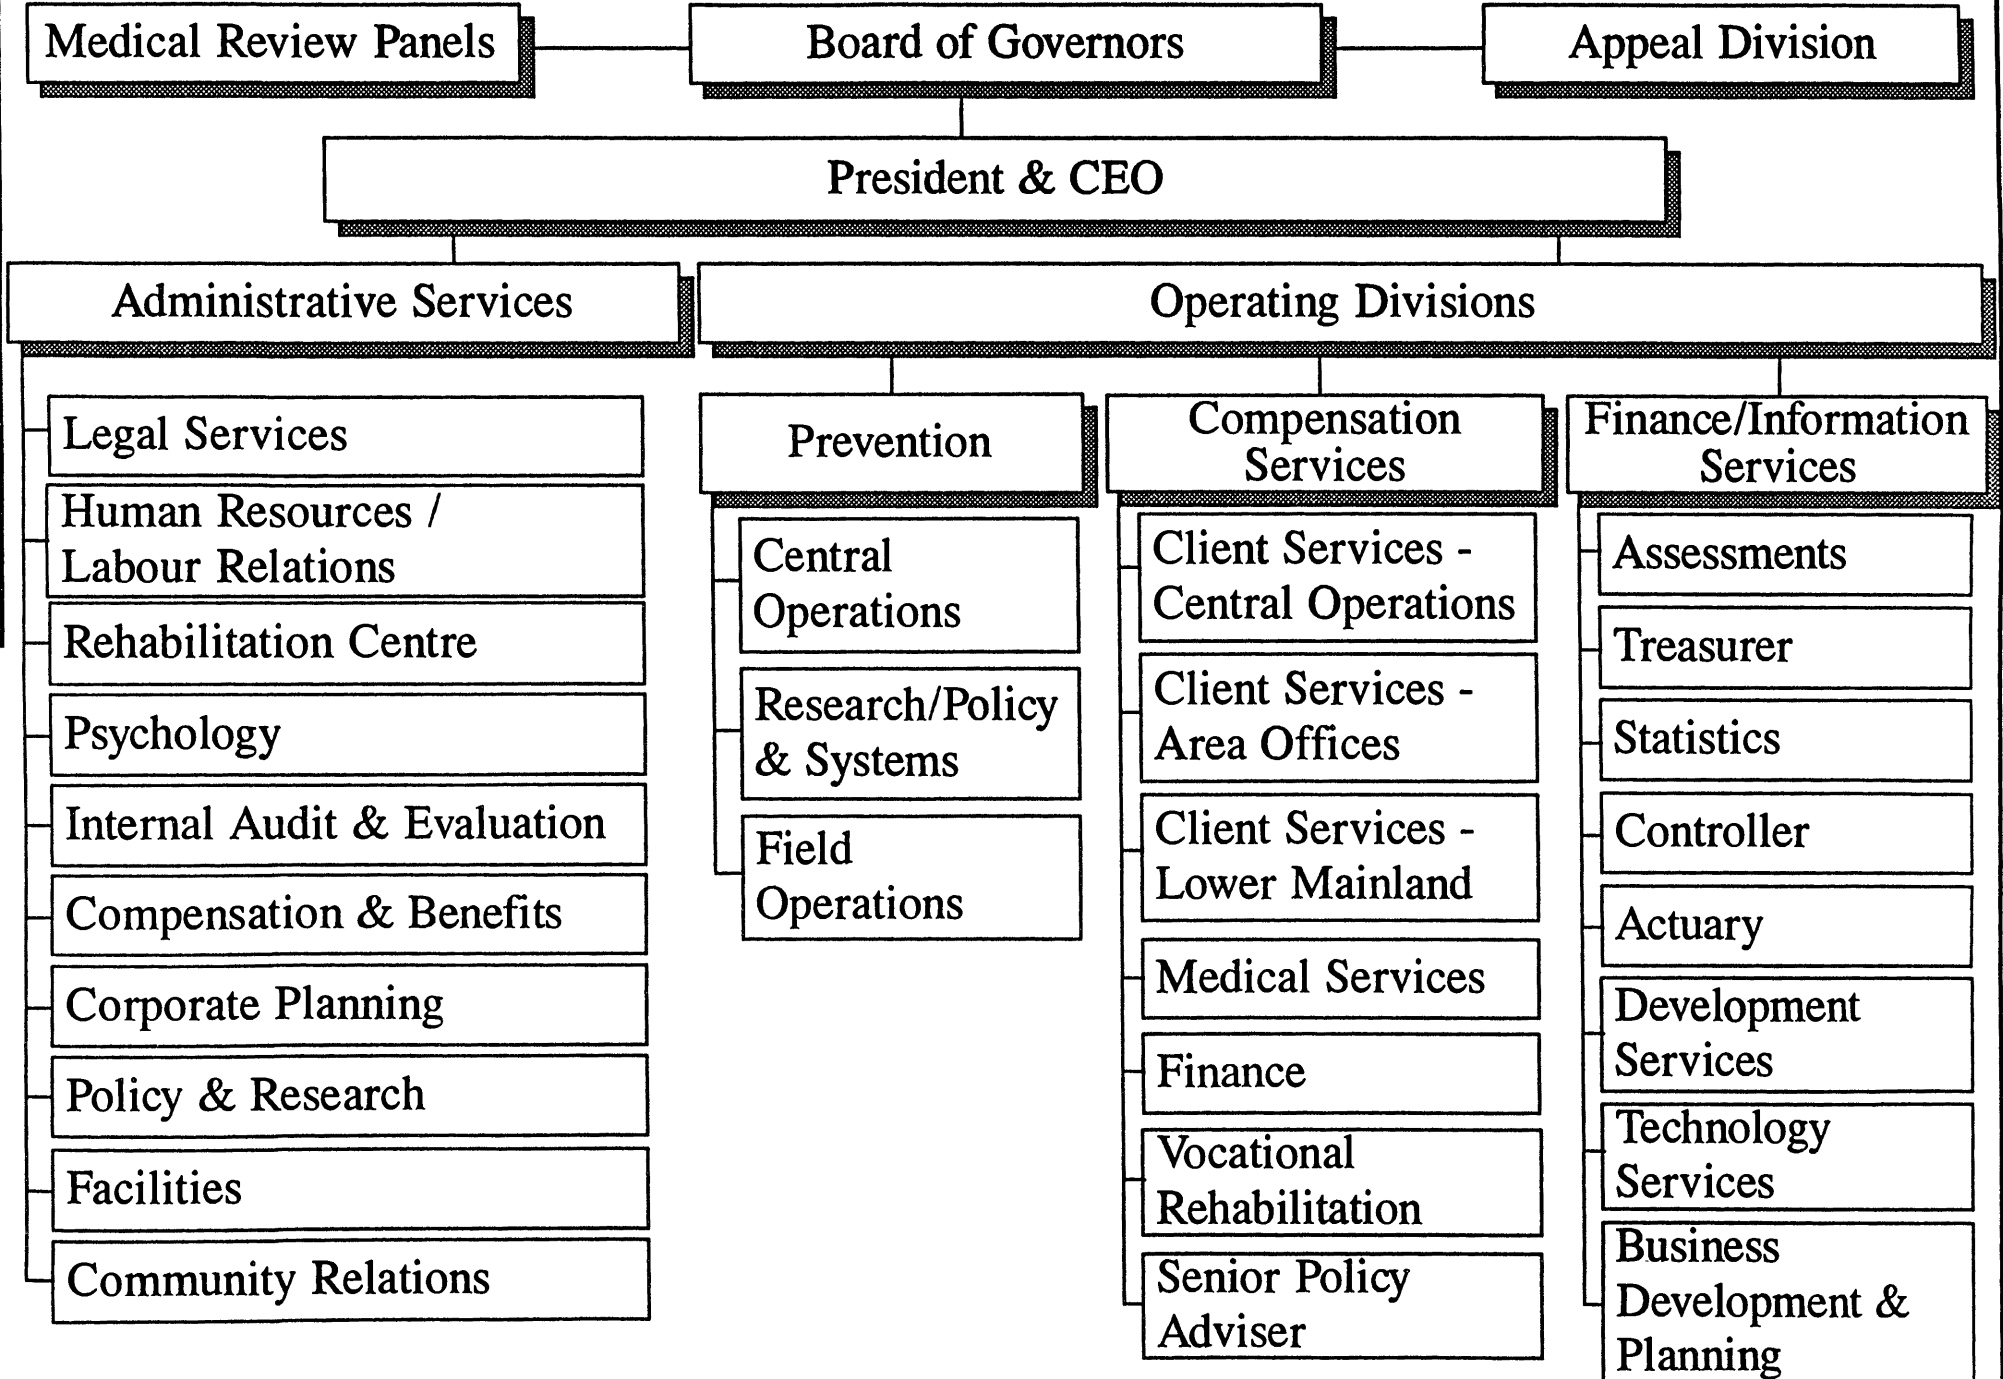 Medical Review Panels
Board of Governors
Appeal Division
President & CEO
Administrative Services
Operating Divisions
Legal Services
Human Resources /
Labour Relations
Rehabilitation Centre
Psychology
Internal Audit & Evaluation
Compensation & Benefits
Corporate Planning
Policy & Research
Facilities
Community Relations
Prevention
Central
Operations
Research/Policy
& Systems
Field
Operations
Compensation
Services
Client Services -
Central Operations
Client Services -
Area Offices
Client Services -
Lower Mainland
Medical Services
Finance
Vocational
Rehabilitation
Senior Policy
Adviser
Finance/Information
Services
Assessments
Treasurer
Statistics
Controller
Actuary
Development
Services
Technology
Services
Business
Development &
Planning